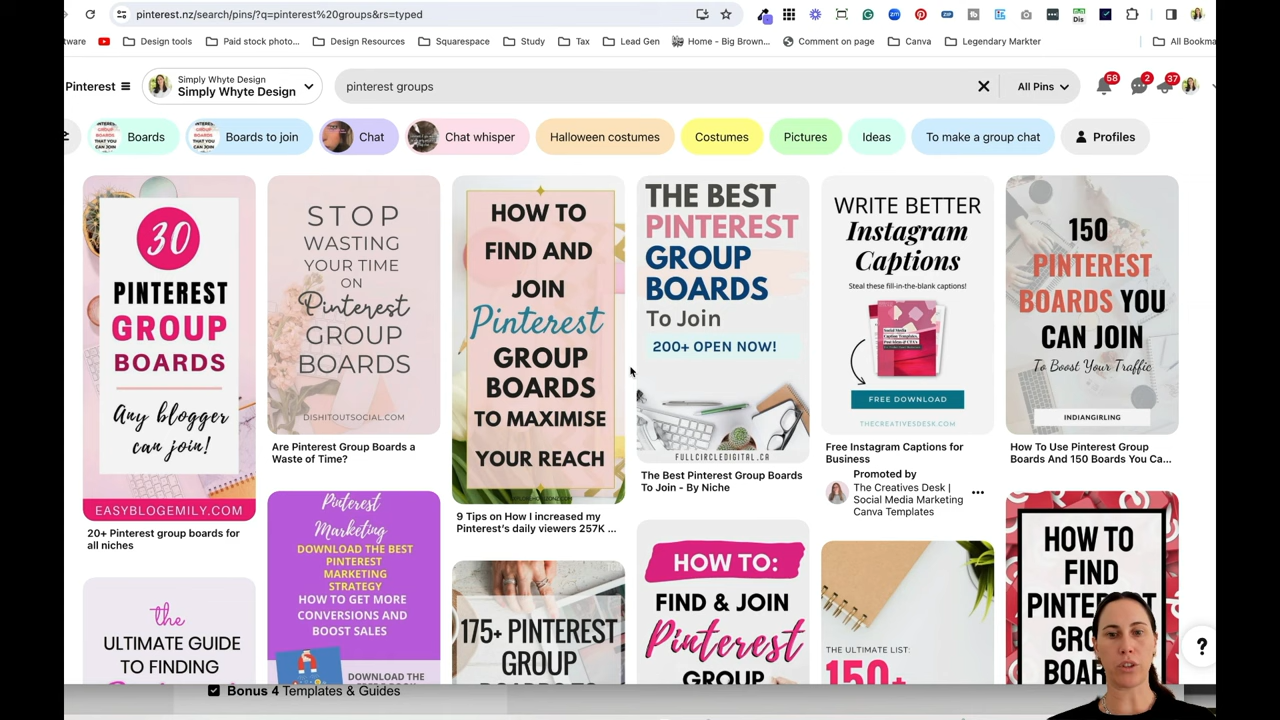 pinterest.nz/search/pins/?q=pinterest%20groups&rs=typed
tware
Design tools
Paid stock photo...
Design Resources
Squarespace
Study
Tax
Lead Gen
Home - Big Brown...
Comment on page
Canva
Legendary Markter
All Bookma
Pinterest
Simply Whyte Design
Simply Whyte Design
pinterest groups
All Pins
58
2
37
Boards
Boards to join
Chat
Chat whisper
Halloween costumes
Costumes
Pictures
Ideas
To make a group chat
Profiles
30
PINTEREST
GROUP
BOARDS
Any blogger
can join!
EASYBLOGEMILY.COM
20+ Pinterest group boards for
all niches
the
ULTIMATE GUIDE
TO FINDING
STOP
WASTING
YOUR TIME
ON
Pinterest
GROUP
BOARDS
DISHITOUTSOCIAL.COM
Are Pinterest Group Boards a
Waste of Time?
Pinterest
Marketing
DOWNLOAD THE BEST
PINTEREST
MARKETING
STRATEGY
HOW TO GET MORE
CONVERSIONS AND
BOOST SALES
DOWNLOAD THE
HOW TO
FIND AND
JOIN
Pinterest
GROUP
BOARDS
TO MAXIMISE
YOUR REACH
9 Tips on How I increased my
Pinterest's daily viewers 257K ...
175+ PINTEREST
GROUP
THE BEST
PINTEREST
GROUP
BOARDS
To Join
200+ OPEN NOW!
FULLCIRCLEDIGITAL.CA
The Best Pinterest Group Boards
To Join - By Niche
HOW TO:
FIND & JOIN
Pinterest
GROUP
WRITE BETTER
Instagram
Captions
Steal these fill-in-the-blank captions!
FREE DOWNLOAD
THECREATIVESDESK.COM
Free Instagram Captions for
Business
Promoted by
The Creatives Desk |
Social Media Marketing
Canva Templates
THE ULTIMATE LIST:
150+
150
PINTEREST
BOARDS YOU
CAN JOIN
To Boost Your Traffic
INDIANGIRLING
How To Use Pinterest Group
Boards And 150 Boards You Ca...
HOW TO
FIND
?
Bonus 4 Templates & Guides